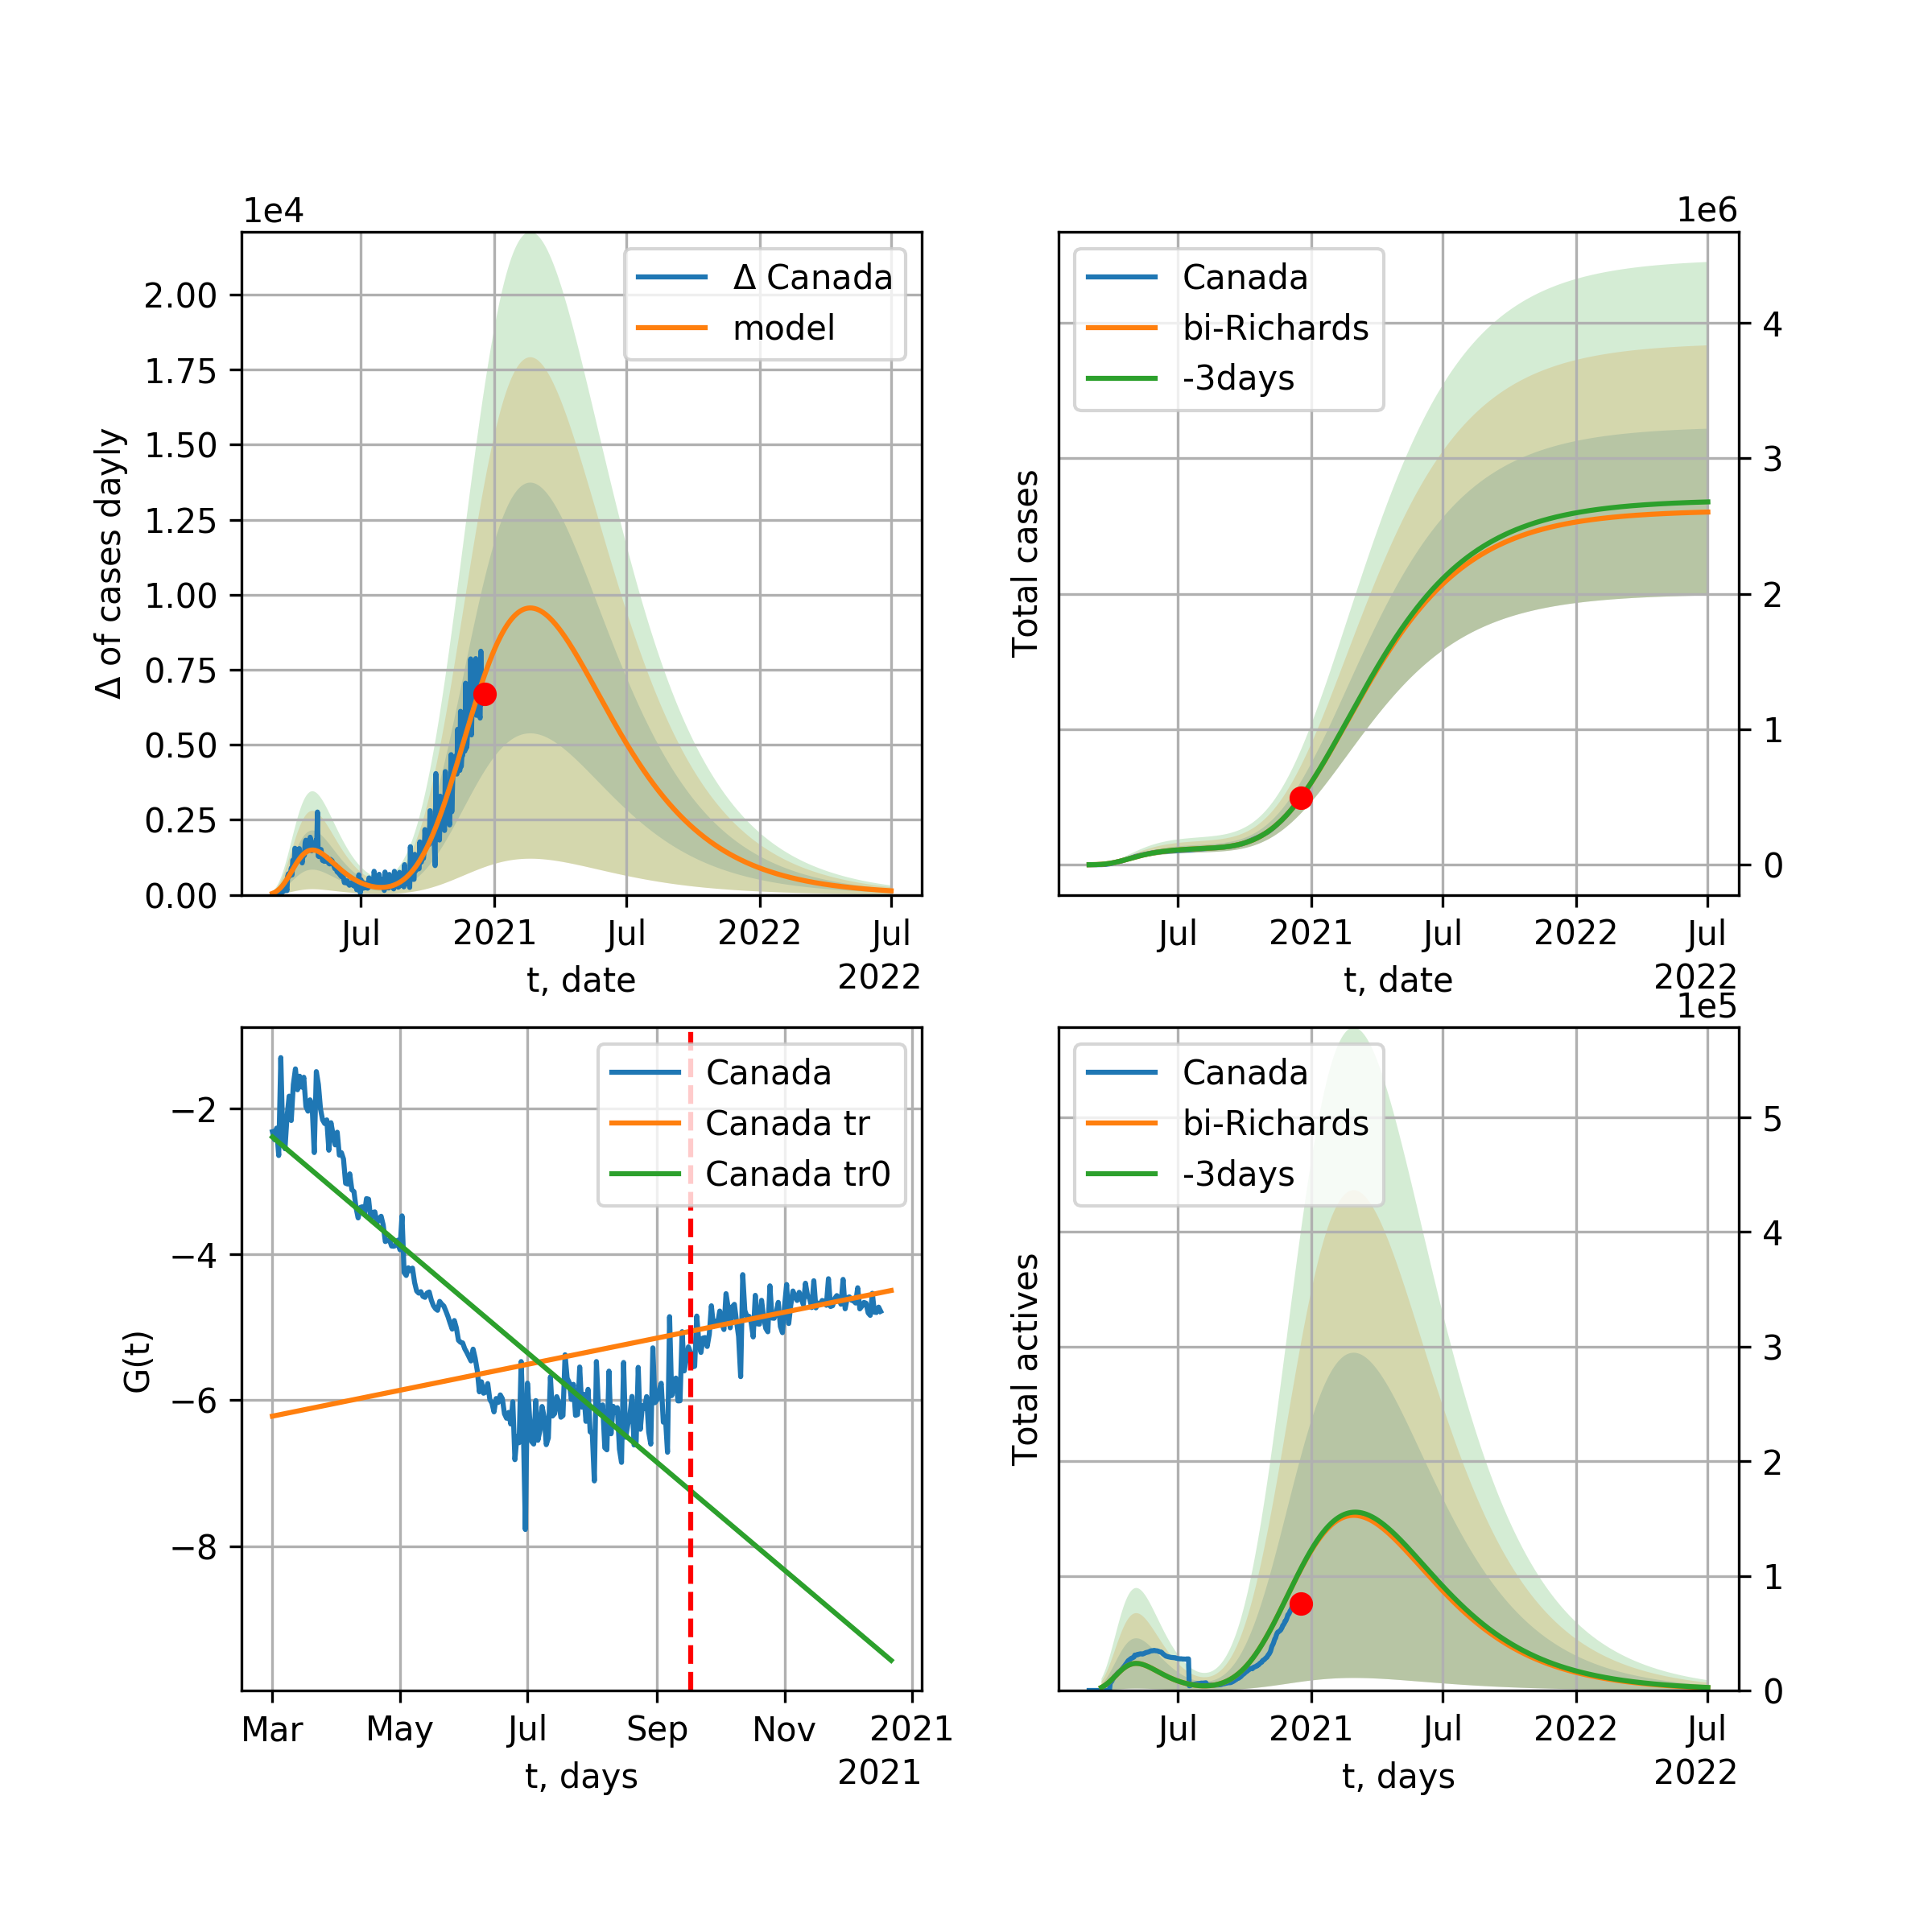 1e4
Δ of cases dayly
2.00
1.75
1.50
1.25
1.00
0.75
0.50
0.25
0.00
Δ Canada
model
Jul
2021
Jul
2022
Jul
2022
t, date
1e6
Total cases
Canada
bi-Richards
-3days
4
3
2
1
0
Jul
2021
Jul
2022
Jul
2022
t, date
G(t)
−2
−4
−6
−8
Canada
Canada tr
Canada tr0
Mar
May
Jul
Sep
Nov
2021
2021
t, days
1e5
Total actives
Canada
bi-Richards
-3days
5
4
3
2
1
0
Jul
2021
Jul
2022
Jul
2022
t, days